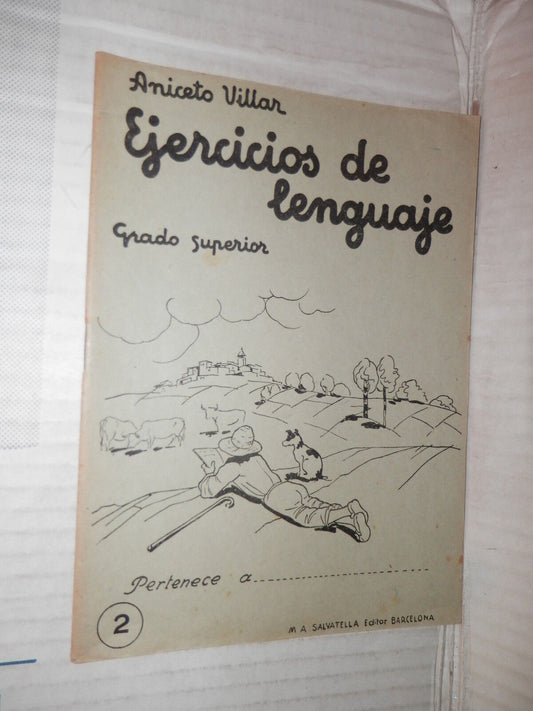 Aniceto Villar
Ejercicios de
lenguaje
Grado Superior
Pertenece a
2
M. A. SALVATELLA Editor BARCELONA